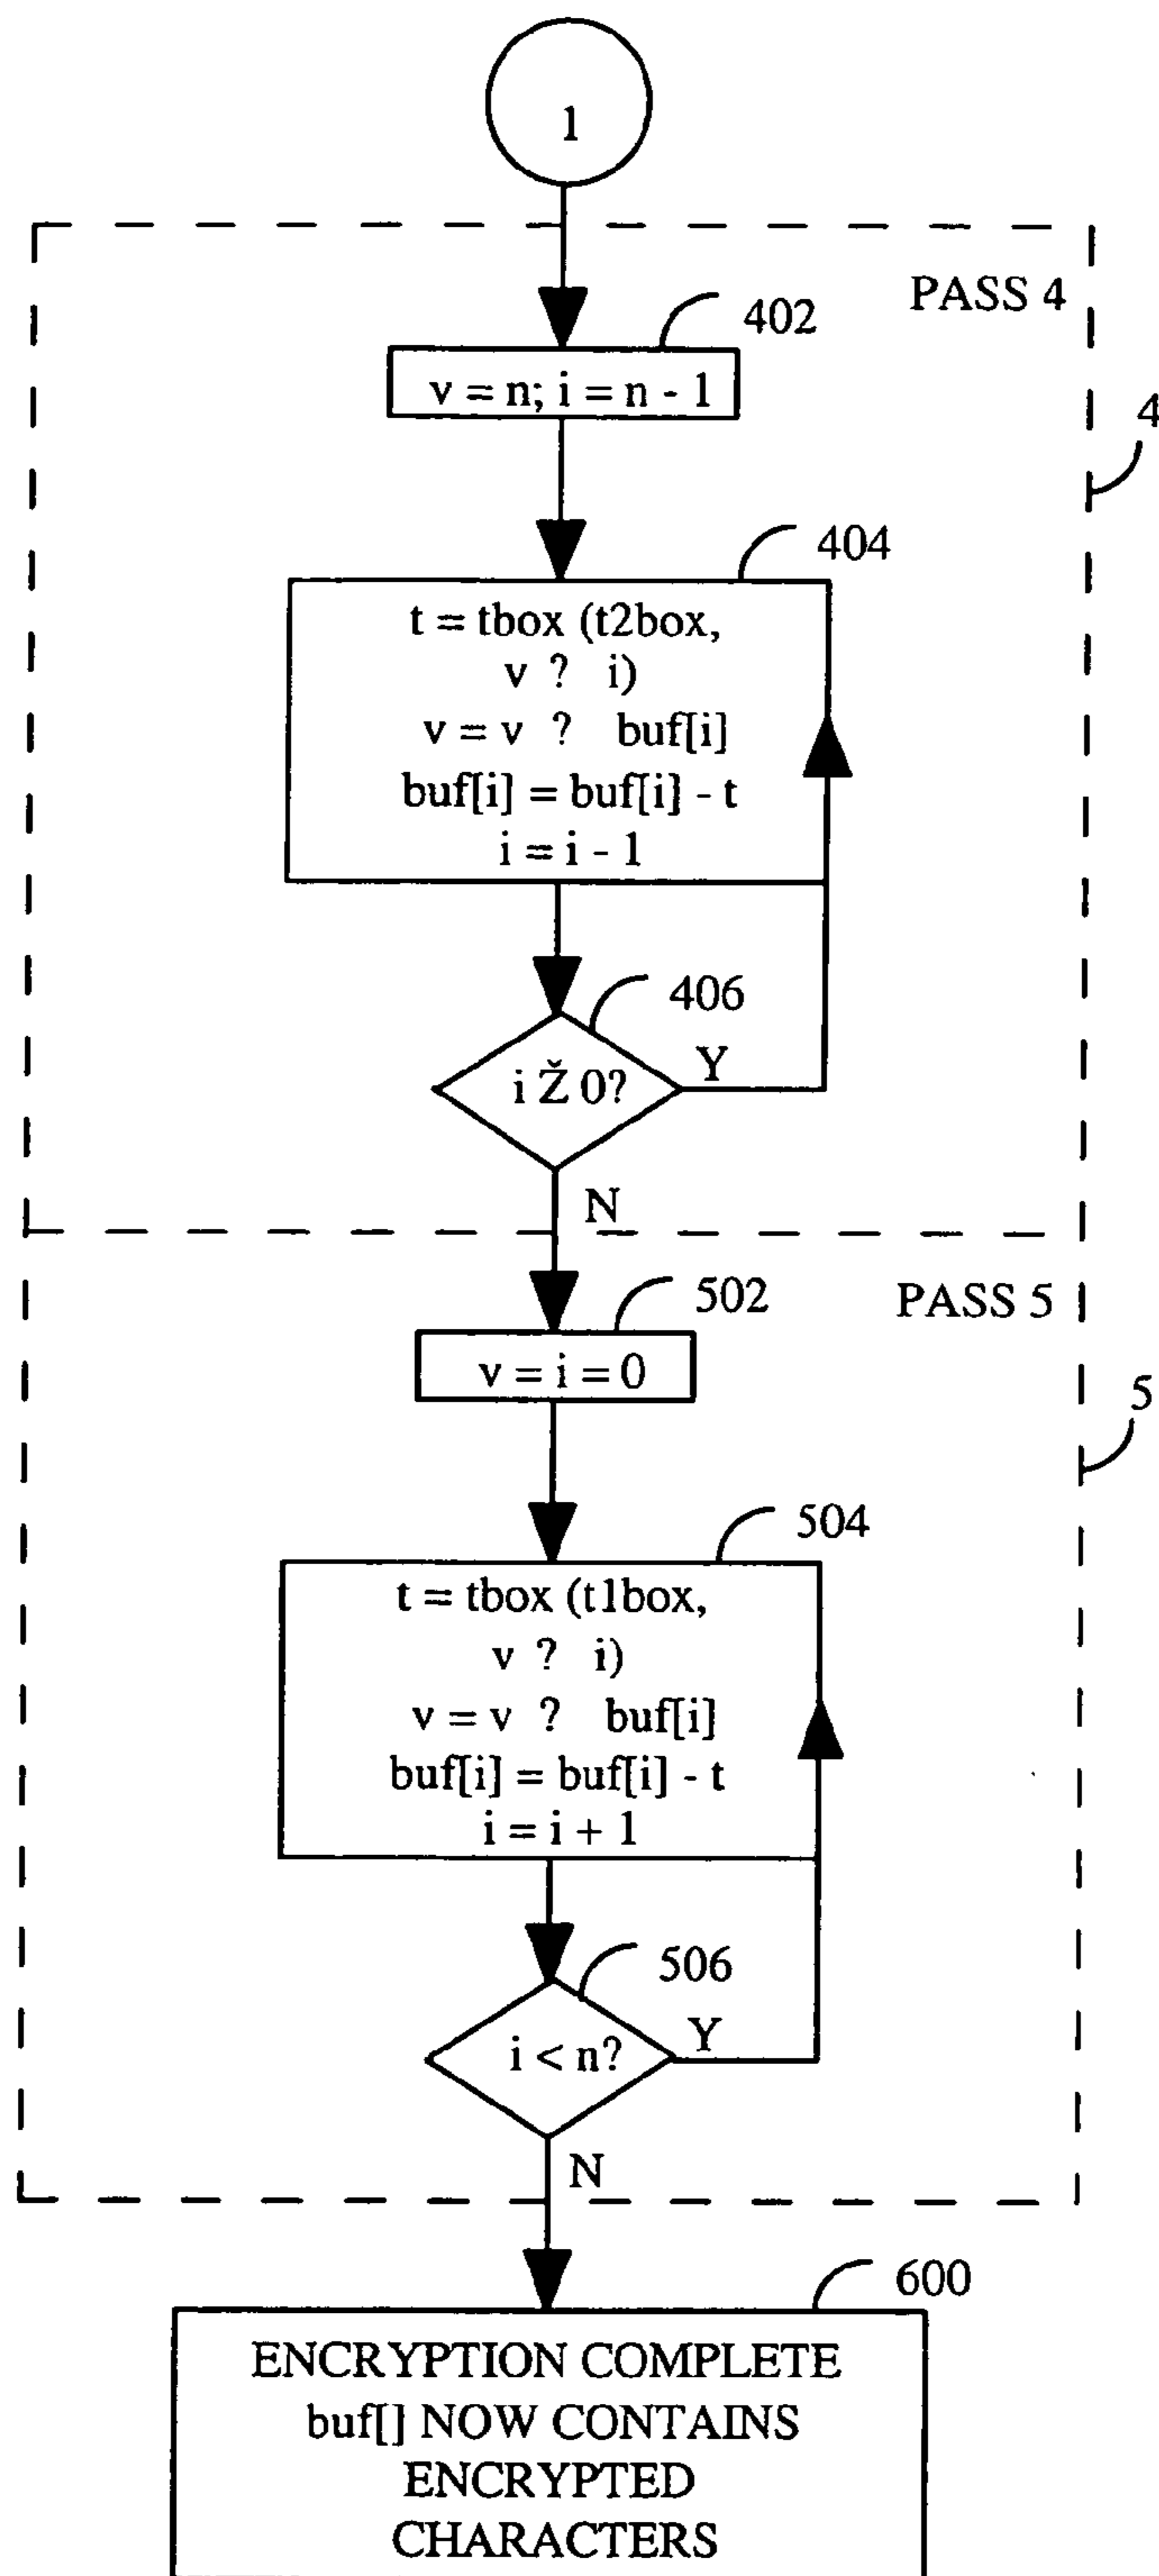 1
PASS 4
402
v = n; i = n - 1
4
404
t = tbox (t2box,
v ? i)
v = v ? buf[i]
buf[i] = buf[i] - t
i = i - 1
406
i Ž 0?
Y
N
PASS 5
502
v = i = 0
5
504
t = tbox (t1box,
v ? i)
v = v ? buf[i]
buf[i] = buf[i] - t
i = i + 1
506
i < n?
Y
N
600
ENCRYPTION COMPLETE
buf[] NOW CONTAINS
ENCRYPTED
CHARACTERS